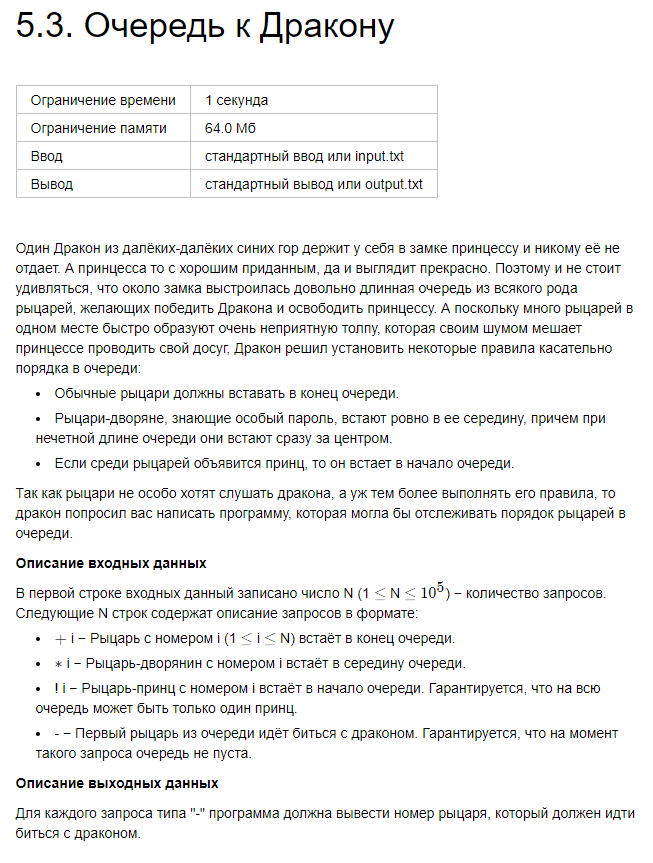 5.3. Очередь к Дракону
Ограничение времени 1 секунда
Ограничение памяти 64.0 Мб
Ввод стандартный ввод или input.txt
Вывод стандартный вывод или output.txt
Один Дракон из далёких-далёких синих гор держит у себя в замке принцессу и никому её не
отдает. А принцесса то с хорошим приданным, да и выглядит прекрасно. Поэтому и не стоит
удивляться, что около замка выстроилась довольно длинная очередь из всякого рода
рыцарей, желающих победить Дракона и освободить принцессу. А поскольку много рыцарей в
одном месте быстро образуют очень неприятную толпу, которая своим шумом мешает
принцессе проводить свой досуг, Дракон решил установить некоторые правила касательно
порядка в очереди:
• Обычные рыцари должны вставать в конец очереди.
• Рыцари-дворяне, знающие особый пароль, встают ровно в ее середину, причем при
нечетной длине очереди они встают сразу за центром.
• Если среди рыцарей объявится принц, то он встает в начало очереди.
Так как рыцари не особо хотят слушать дракона, а уж тем более выполнять его правила, то
дракон попросил вас написать программу, которая могла бы отслеживать порядок рыцарей в
очереди.
Описание входных данных
В первой строке входных данный записано число N (1 ≤ N ≤ 10⁵) − количество запросов.
Следующие N строк содержат описание запросов в формате:
• + i − Рыцарь с номером i (1 ≤ i ≤ N) встаёт в конец очереди.
• * i − Рыцарь-дворянин с номером i встаёт в середину очереди.
• ! i − Рыцарь-принц с номером i встаёт в начало очереди. Гарантируется, что на всю
очередь может быть только один принц.
• - − Первый рыцарь из очереди идёт биться с драконом. Гарантируется, что на момент
такого запроса очередь не пуста.
Описание выходных данных
Для каждого запроса типа "-" программа должна вывести номер рыцаря, который должен идти
биться с драконом.